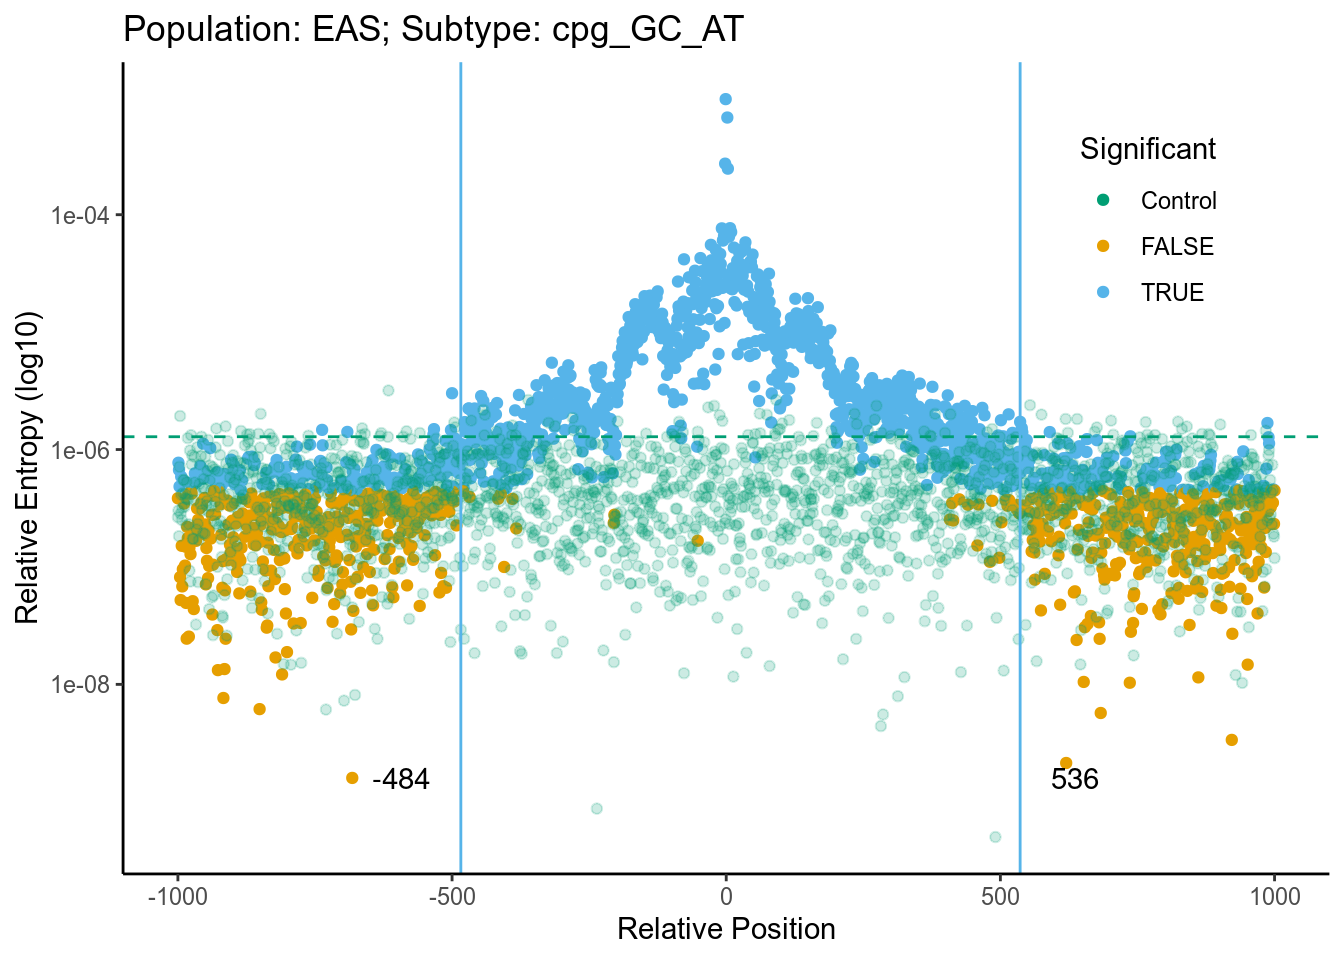 Population: EAS; Subtype: cpg_GC_AT
Relative Entropy (log10)
1e-04
1e-06
1e-08
Significant
Control
FALSE
TRUE
-484
536
-1000
-500
0
500
1000
Relative Position